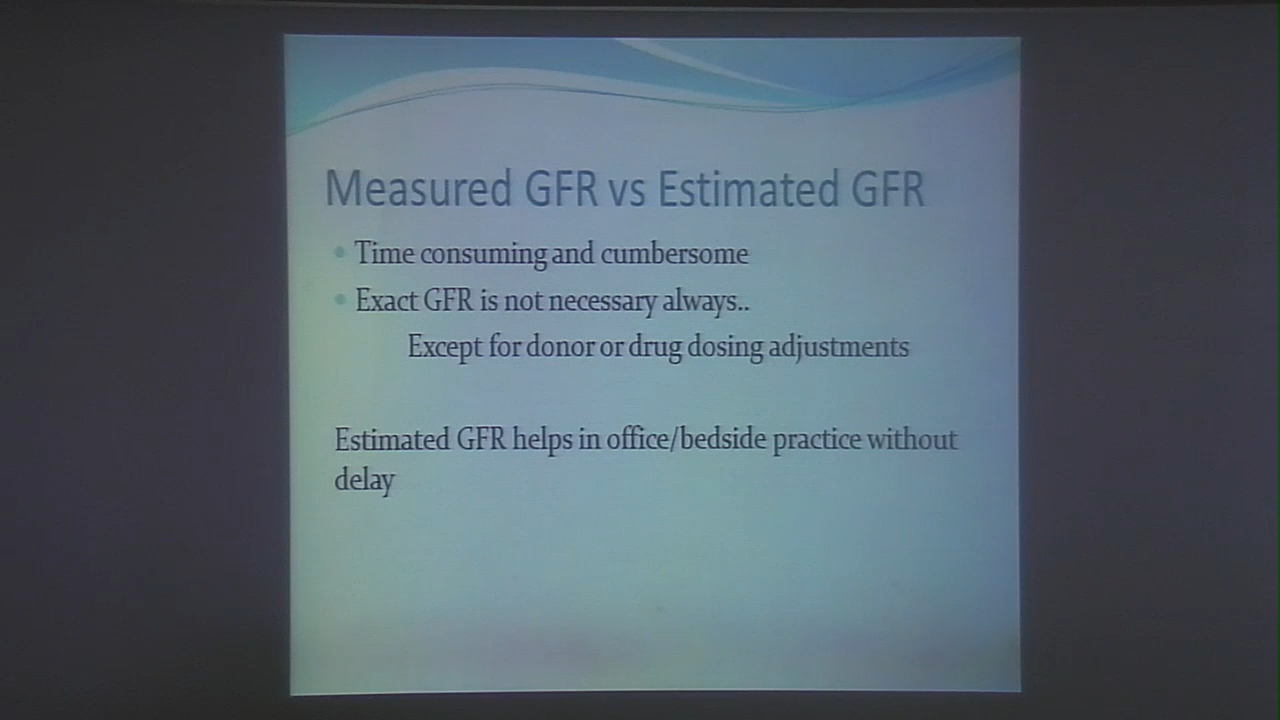 Measured GFR vs Estimated GFR
• Time consuming and cumbersome
• Exact GFR is not necessary always..
Except for donor or drug dosing adjustments
Estimated GFR helps in office/bedside practice without
delay